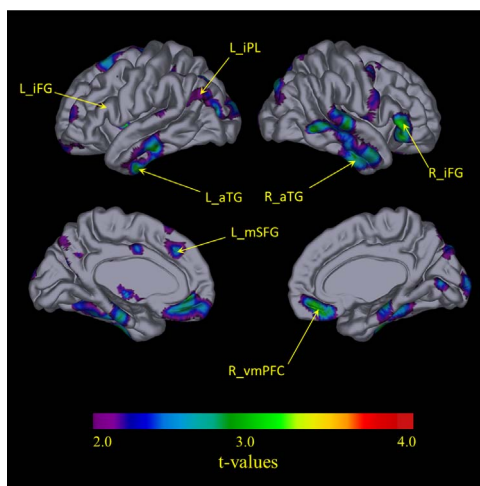 L_iPL
L_iFG
R_iFG
L_aTG
R_aTG
L_mSFG
R_vmPFC
2.0 3.0 4.0
t-values